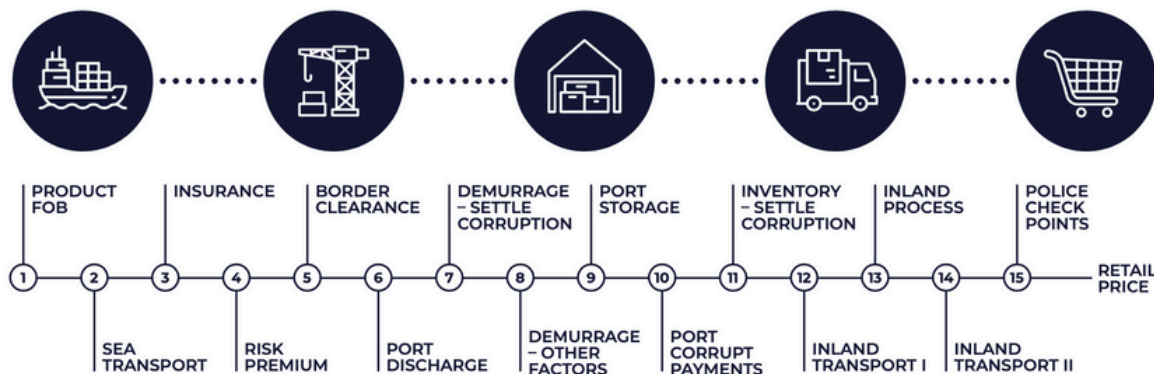 PRODUCT
FOB
INSURANCE
BORDER
CLEARANCE
DEMURRAGE
– SETTLE
CORRUPTION
PORT
STORAGE
INVENTORY
– SETTLE
CORRUPTION
INLAND
PROCESS
POLICE
CHECK
POINTS
1 2 3 4 5 6 7 8 9 10 11 12 13 14 15
RETAIL
PRICE
SEA
TRANSPORT
RISK
PREMIUM
PORT
DISCHARGE
DEMURRAGE
– OTHER
FACTORS
PORT
CORRUPT
PAYMENTS
INLAND
TRANSPORT I
INLAND
TRANSPORT II